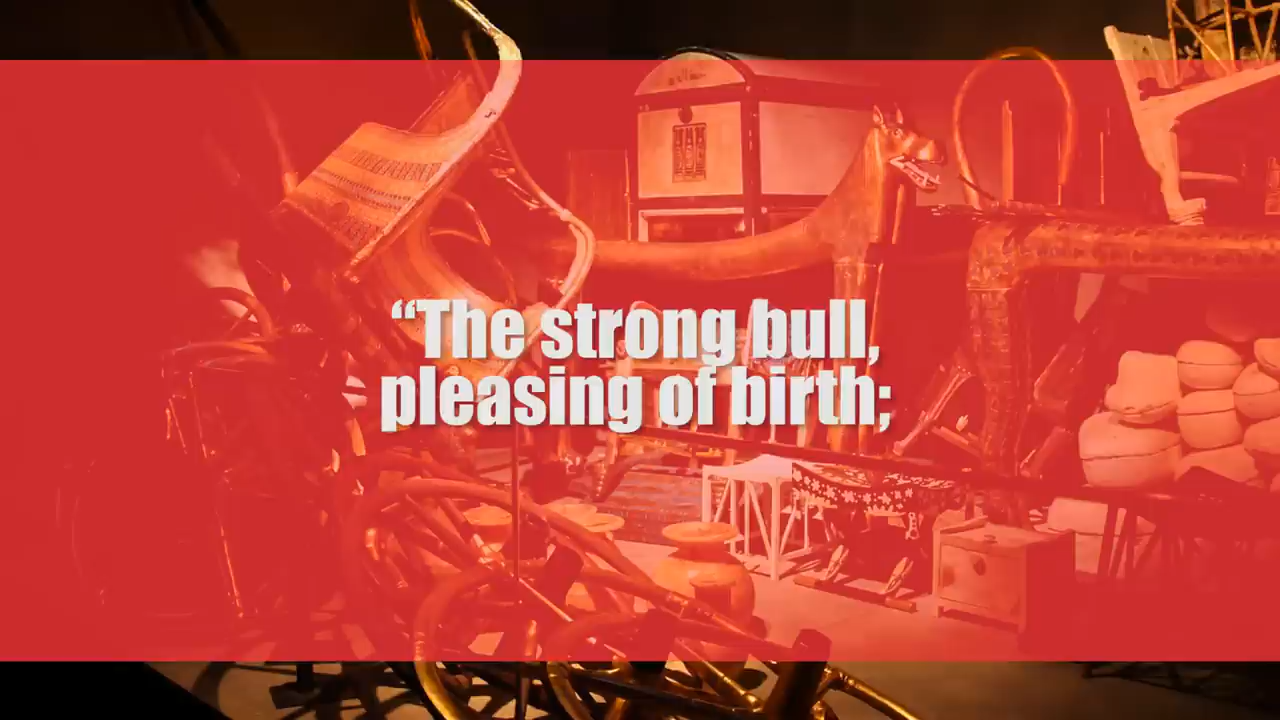 “The strong bull,
pleasing of birth;